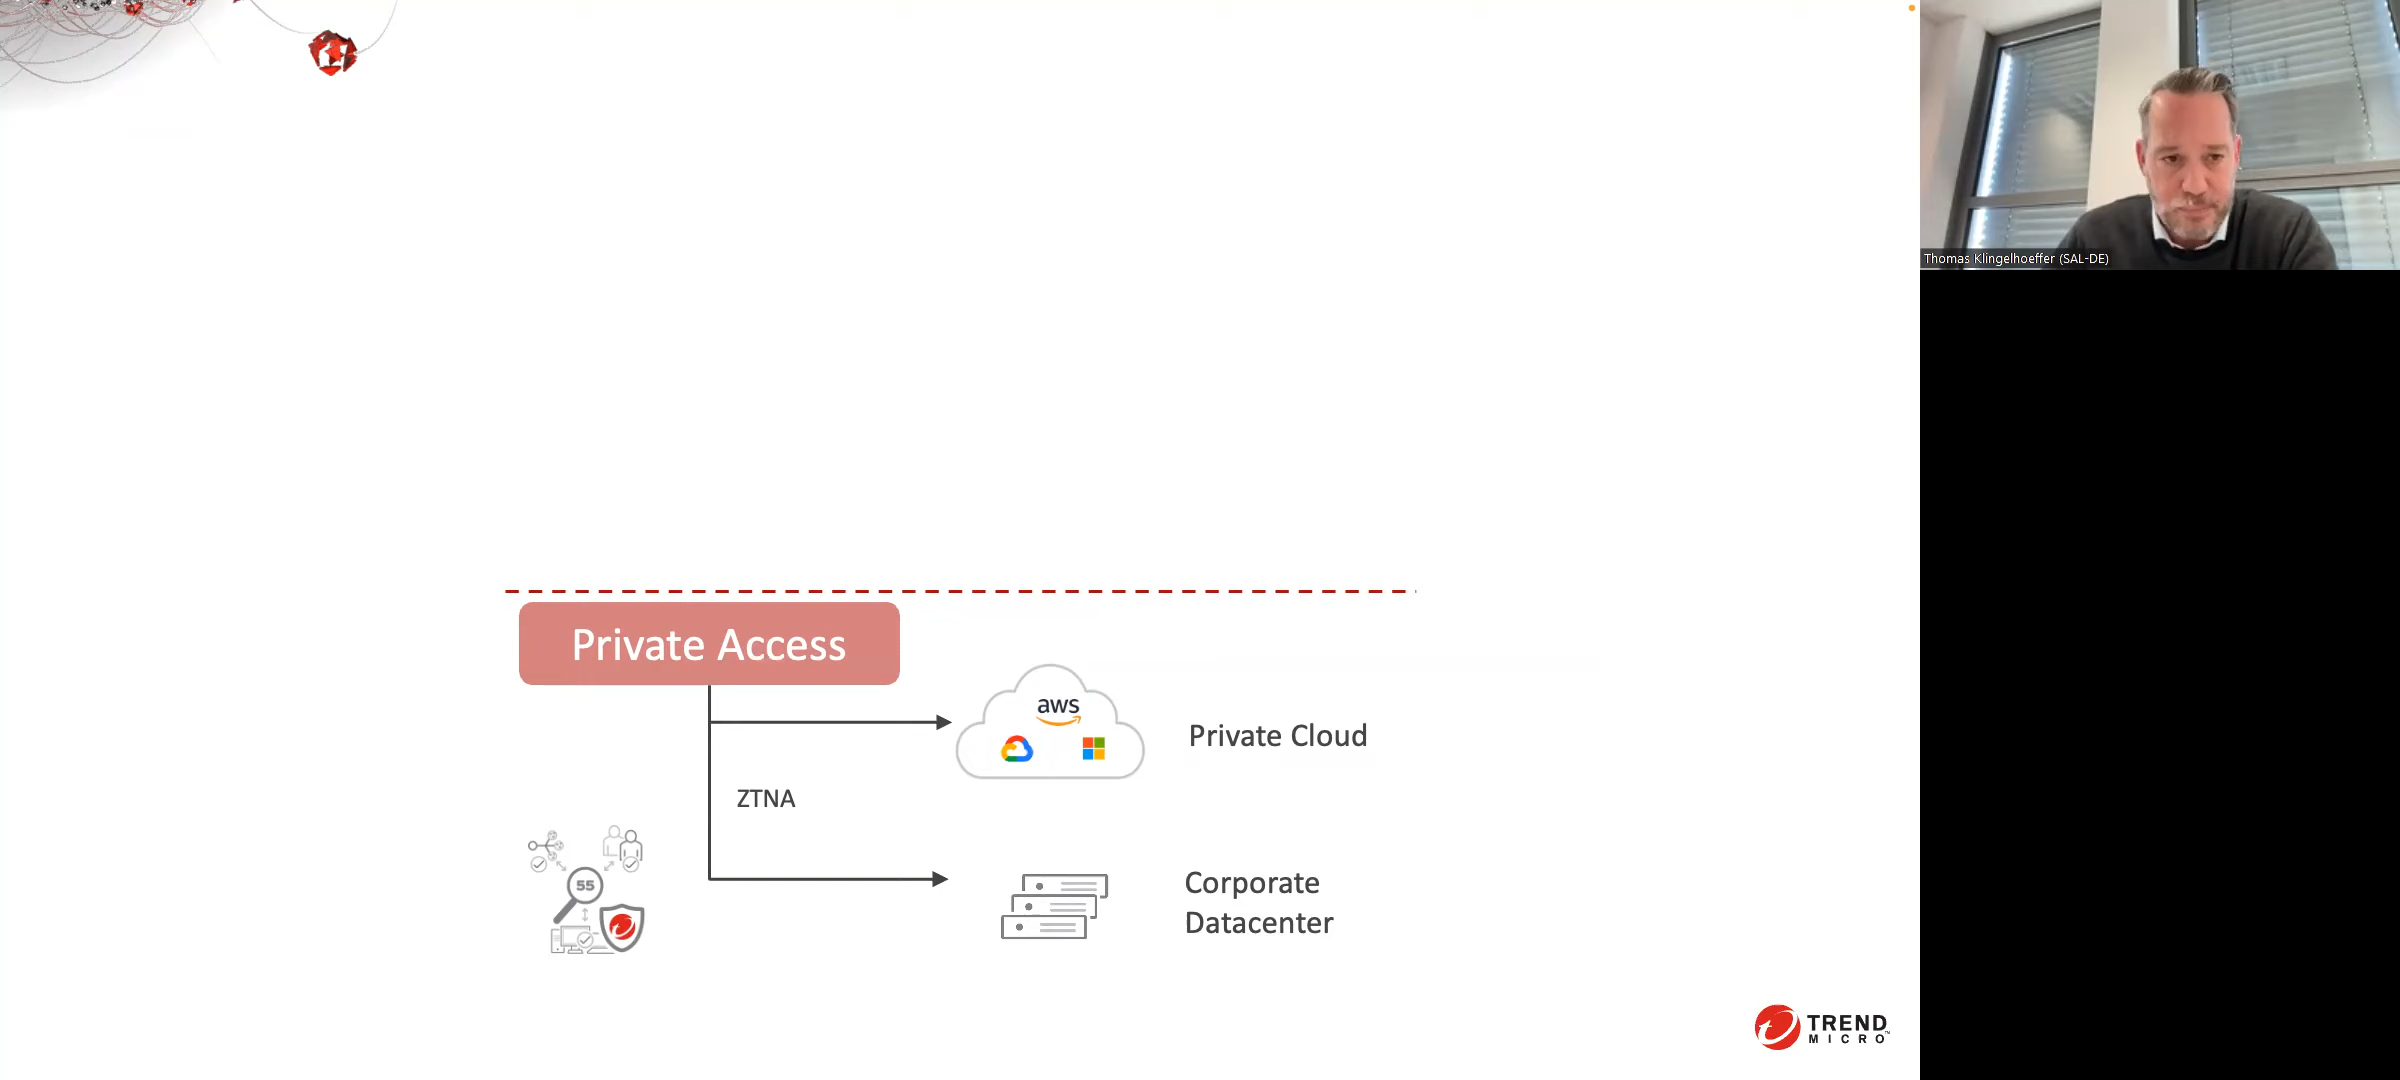 Thomas Klingelhoeffer (SAL-DE)
Private Access
aws
Private Cloud
ZTNA
55
Corporate
Datacenter
TREND
MICRO